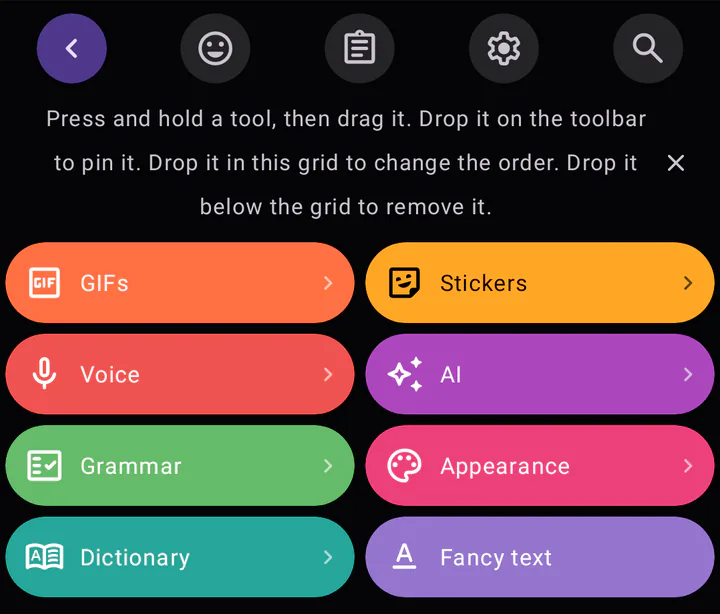 Press and hold a tool, then drag it. Drop it on the toolbar
to pin it. Drop it in this grid to change the order. Drop it
below the grid to remove it.
GIF GIFs
Stickers
Voice
AI
Grammar
Appearance
A Dictionary
A Fancy text